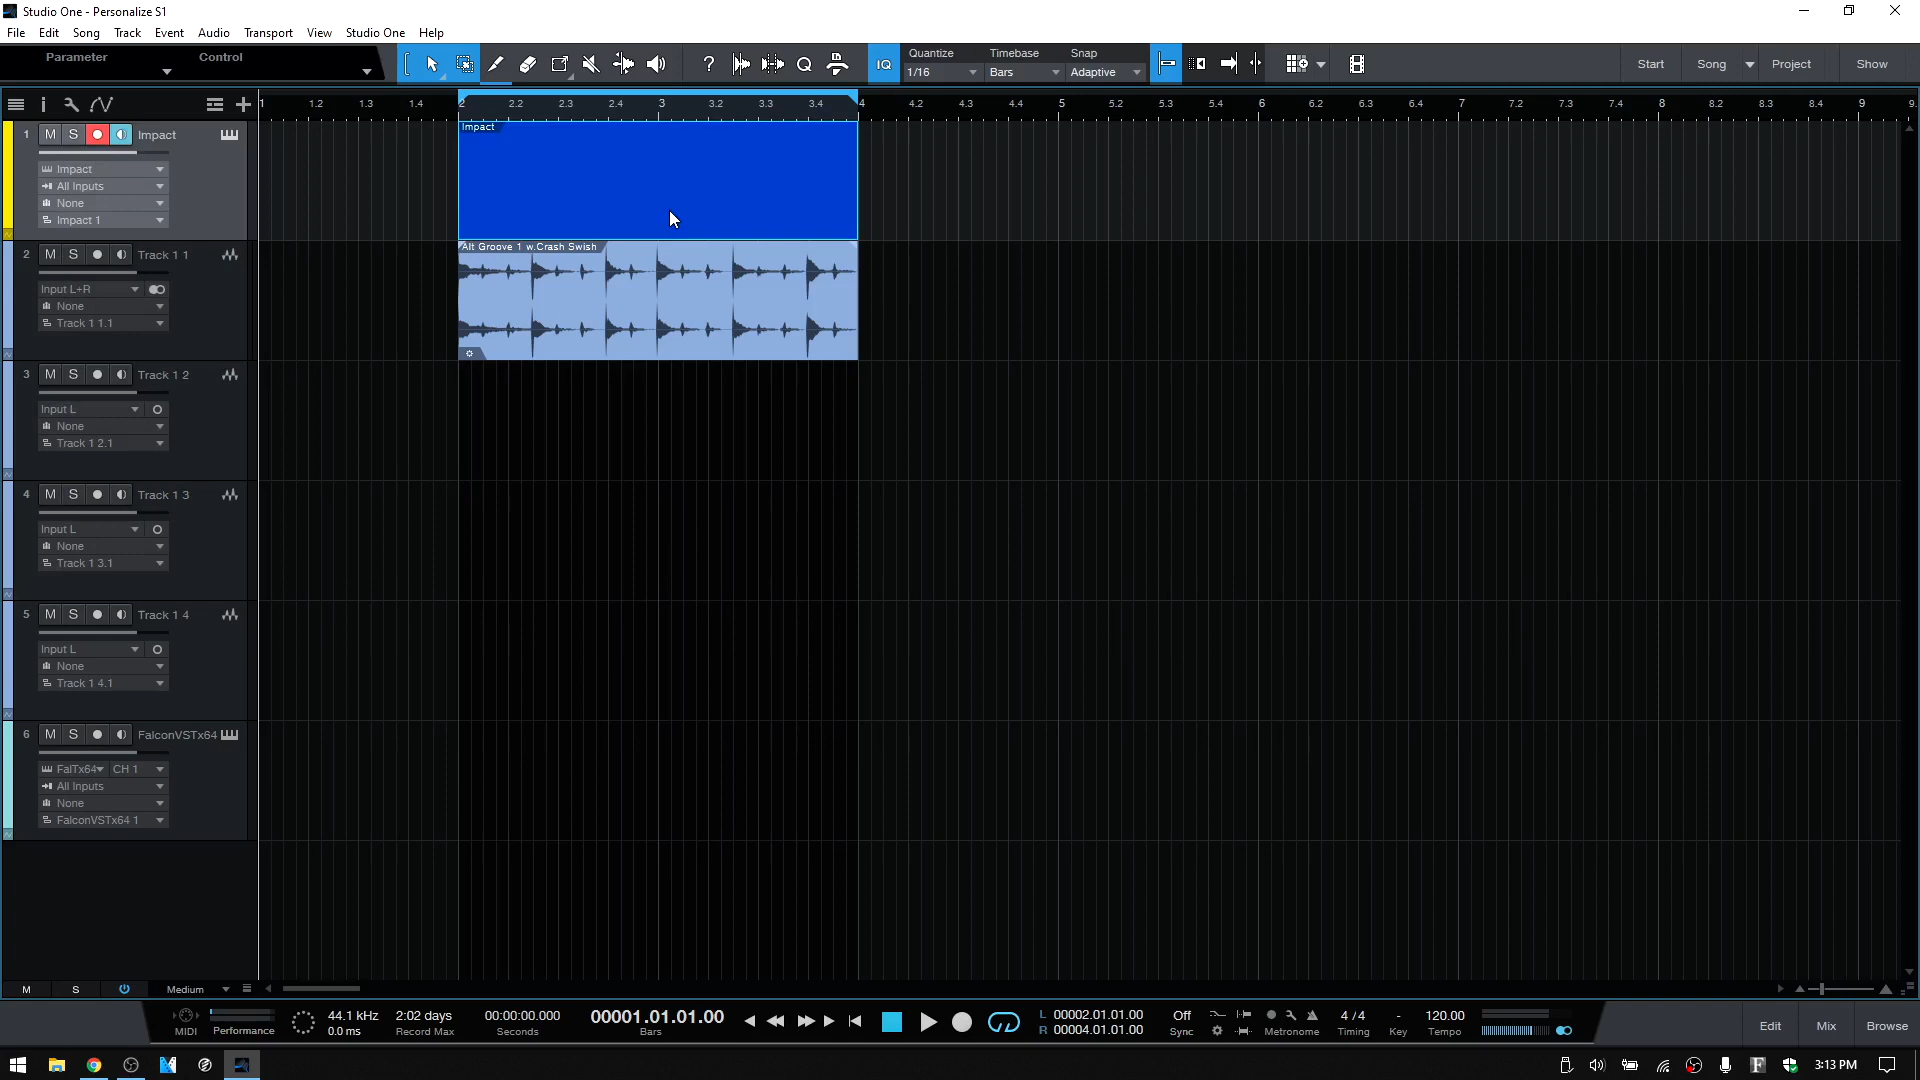 Studio One - Personalize S1
File Edit Song Track Event Audio Transport View Studio One Help
Parameter Control
IQ
Quantize
1/16
Timebase
Bars
Snap
Adaptive
Start Song Project Show
1 1.2 1.3 1.4 2 2.2 2.3 2.4 3 3.2 3.3 3.4 4 4.2 4.3 4.4 5 5.2 5.3 5.4 6 6.2 6.3 6.4 7 7.2 7.3 7.4 8 8.2 8.3 8.4 9 9.
1 M S Impact
Impact
All Inputs
None
Impact 1
Impact
2 M S Track 1 1
Input L+R
None
Track 1 1.1
Alt Groove 1 w.Crash Swish
3 M S Track 1 2
Input L
None
Track 1 2.1
4 M S Track 1 3
Input L
None
Track 1 3.1
5 M S Track 1 4
Input L
None
Track 1 4.1
6 M S FalconVSTx64
FalTx64 CH 1
All Inputs
None
FalconVSTx64 1
M S Medium
MIDI
Performance
44.1 kHz
0.0 ms
2:02 days
Record Max
00:00:00.000
Seconds
00001.01.01.00
Bars
L 00002.01.01.00
R 00004.01.01.00
Off
Sync
Metronome
4 / 4
Timing
-
Key
120.00
Tempo
Edit Mix Browse
3:13 PM